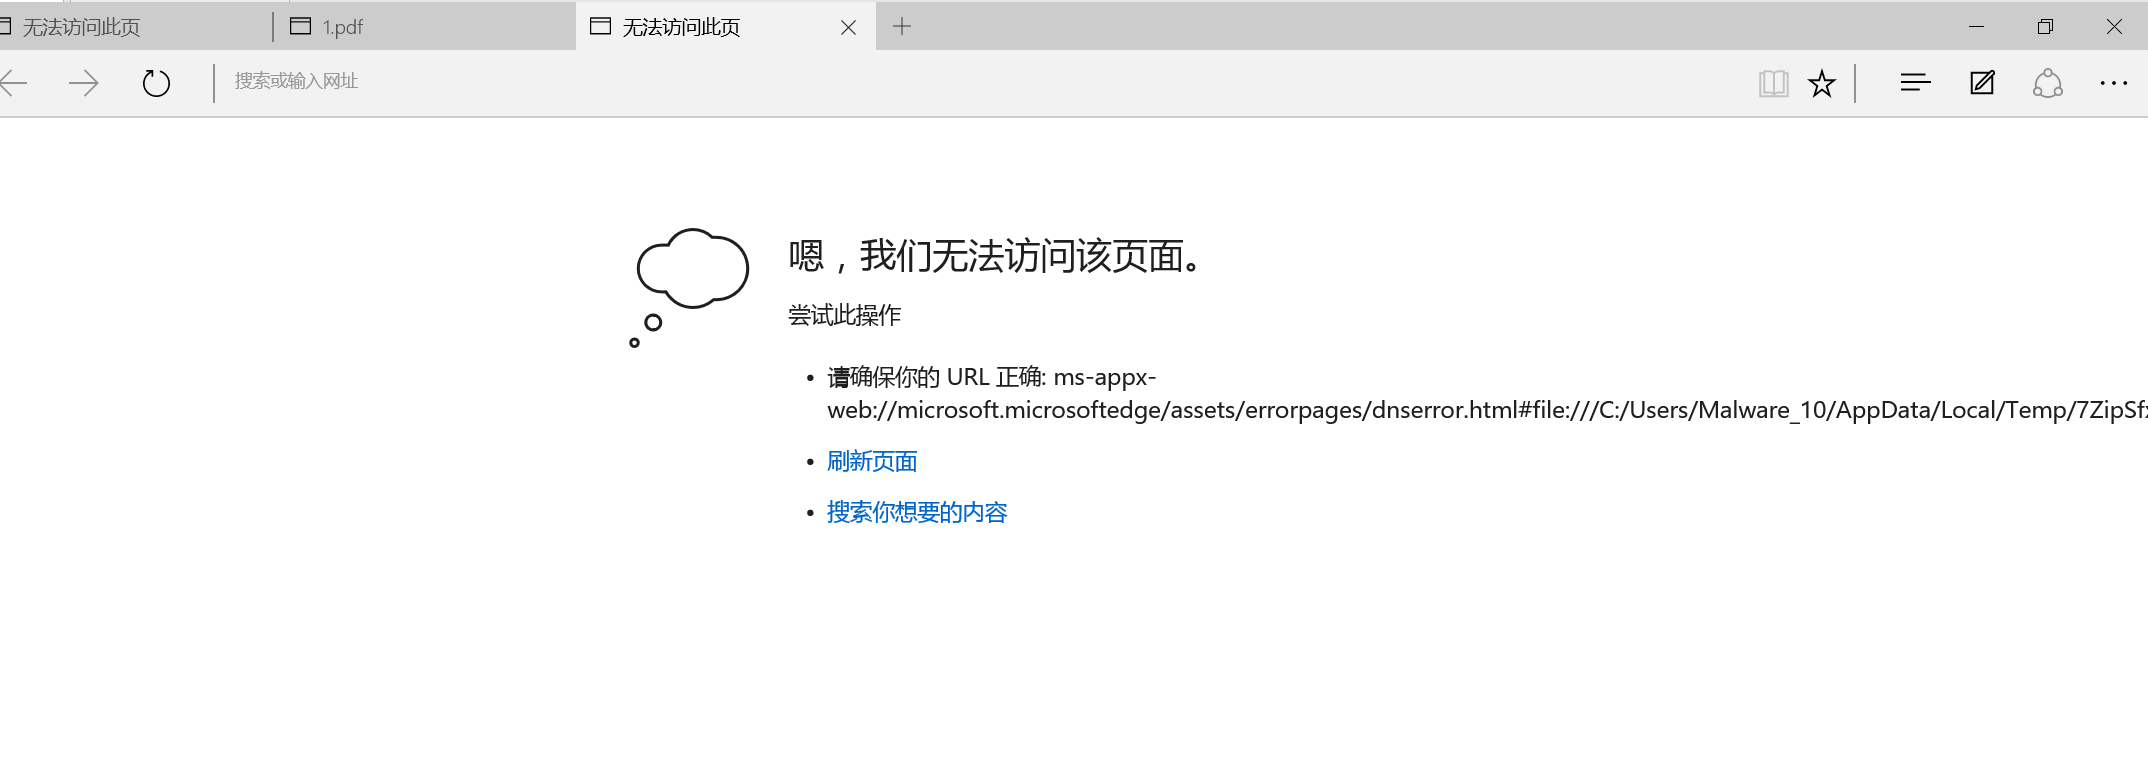 无法访问此页
1.pdf
无法访问此页
搜索或输入网址
嗯，我们无法访问该页面。
尝试此操作
请确保你的 URL 正确: ms-appx-
web://microsoft.microsoftedge/assets/errorpages/dnserror.html#file:///C:/Users/Malware_10/AppData/Local/Temp/7ZipSf
刷新页面
搜索你想要的内容